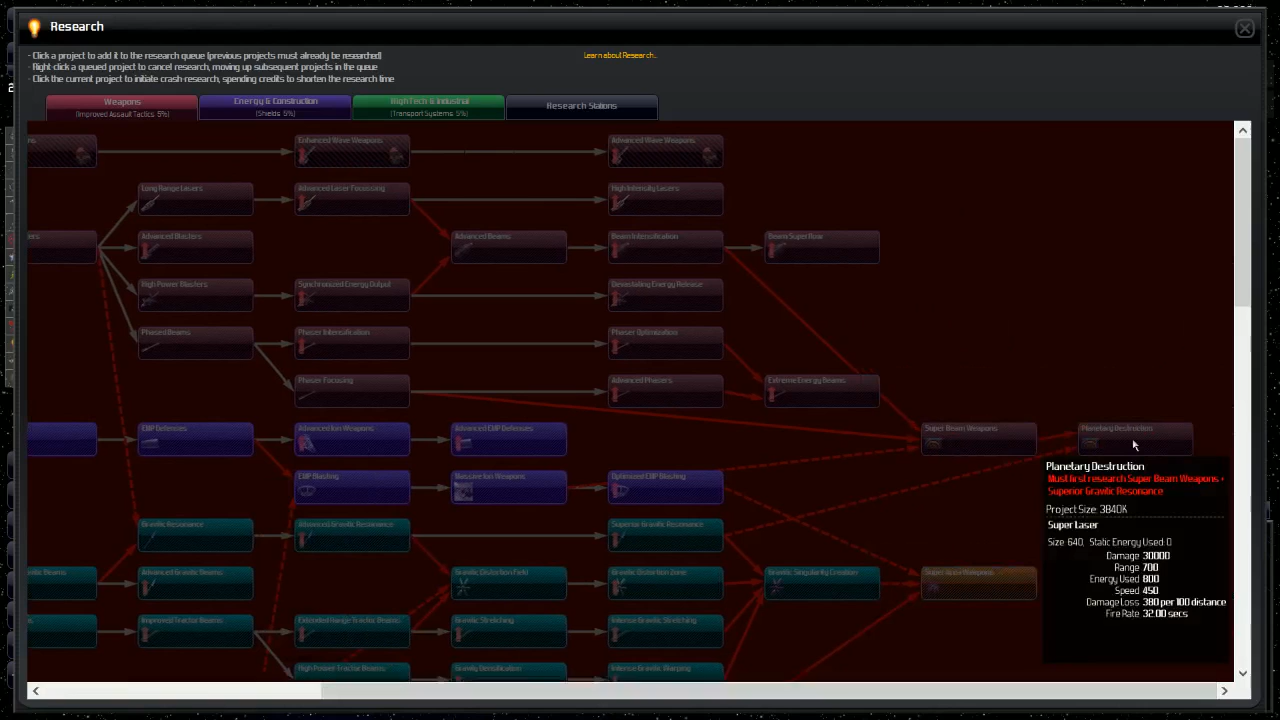 Research
- Click a project to add it to the research queue (previous projects must already be researched)
Learn about Research...
- Right-click a queued project to cancel research, moving up subsequent projects in the queue
- Click the current project to initiate crash-research, spending credits to shorten the research time
Weapons
(Improved Assault Tactics 5%)
Energy & Construction
(Shields 5%)
HighTech & Industrial
(Transport Systems 5%)
Research Stations
Enhanced Wave Weapons
Advanced Wave Weapons
Long Range Lasers
Advanced Laser Focussing
High Intensity Lasers
Advanced Blasters
Advanced Beams
Beam Intensification
Beam Supercharge
High Power Blasters
Synchronized Energy Output
Devastating Energy Release
Phased Beams
Phaser Intensification
Phaser Optimization
Phaser Focusing
Advanced Phasers
Extreme Energy Beams
EMP Defenses
Advanced Ion Weapons
Advanced EMP Defenses
Super Beam Weapons
Planetary Destruction
EMP Blasting
Massive Ion Weapons
Optimized EMP Blasting
Gravitic Resonance
Advanced Gravitic Resonance
Superior Gravitic Resonance
Advanced Gravitic Beams
Gravitic Distortion Field
Gravitic Distortion Zone
Gravitic Singularity Creation
Super Area Weapons
Improved Tractor Beams
Extended Range Tractor Beams
Gravitic Stretching
Intense Gravitic Stretching
High Power Tractor Beams
Gravity Densification
Intense Gravitic Warping
Planetary Destruction
Must first research Super Beam Weapons +
Superior Gravitic Resonance
Project Size: 3840K
Super Laser
Size: 640, Static Energy Used: 0
Damage 30000
Range 700
Energy Used 800
Speed 450
Damage Loss 380 per 100 distance
Fire Rate 32.00 secs